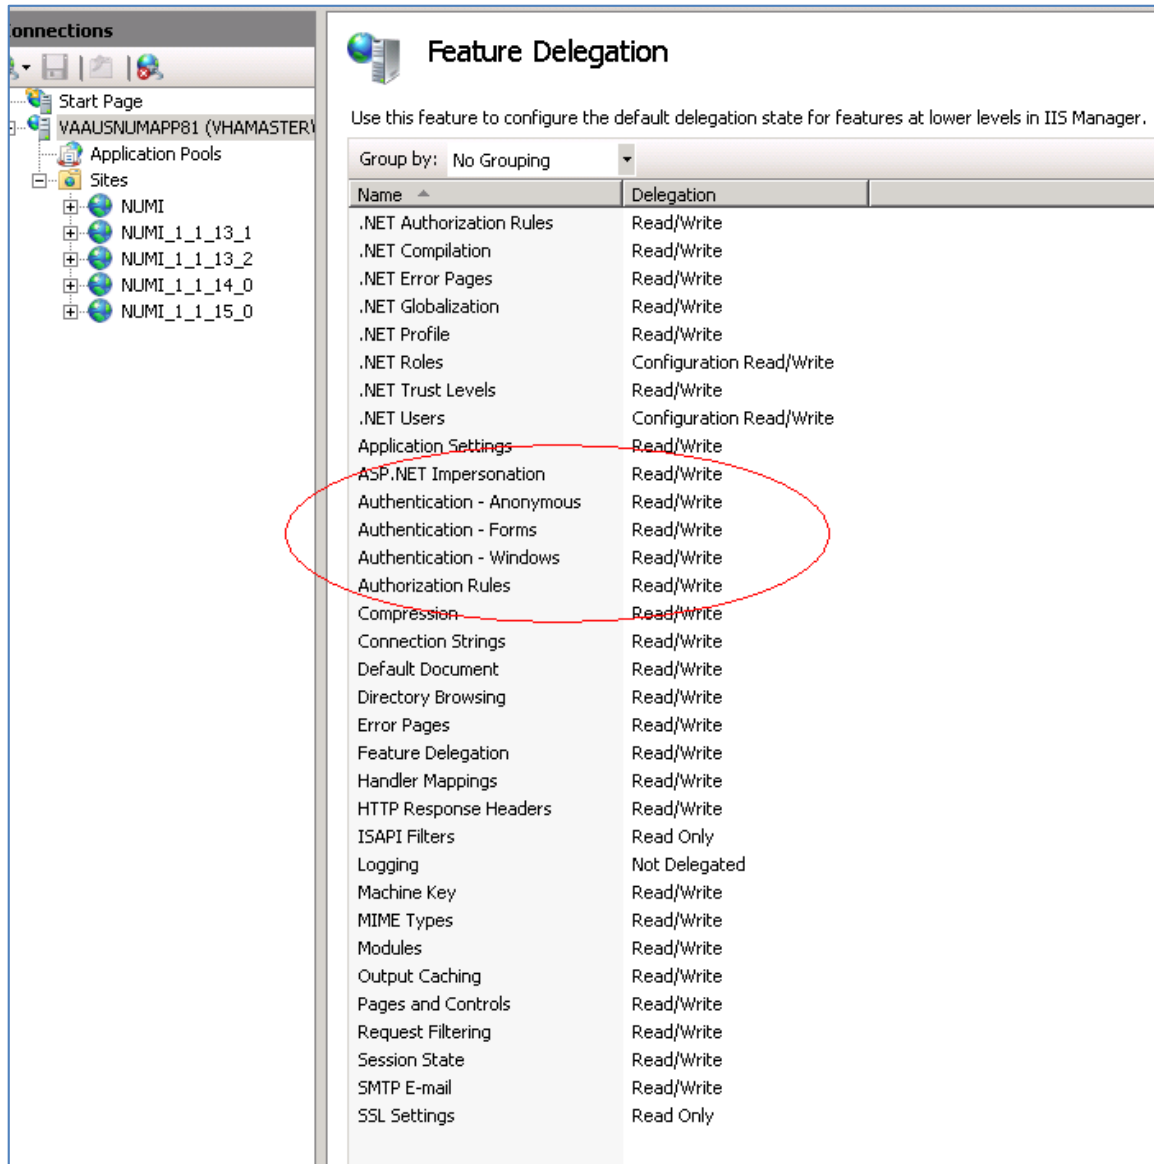 onnections
Start Page
VAAUSNUMAPP81 (VHAMASTER\
Application Pools
Sites
NUMI
NUMI_1_1_13_1
NUMI_1_1_13_2
NUMI_1_1_14_0
NUMI_1_1_15_0
Feature Delegation
Use this feature to configure the default delegation state for features at lower levels in IIS Manager.
Group by: No Grouping
Name Delegation
.NET Authorization Rules Read/Write
.NET Compilation Read/Write
.NET Error Pages Read/Write
.NET Globalization Read/Write
.NET Profile Read/Write
.NET Roles Configuration Read/Write
.NET Trust Levels Read/Write
.NET Users Configuration Read/Write
Application Settings Read/Write
ASP.NET Impersonation Read/Write
Authentication - Anonymous Read/Write
Authentication - Forms Read/Write
Authentication - Windows Read/Write
Authorization Rules Read/Write
Compression Read/Write
Connection Strings Read/Write
Default Document Read/Write
Directory Browsing Read/Write
Error Pages Read/Write
Feature Delegation Read/Write
Handler Mappings Read/Write
HTTP Response Headers Read/Write
ISAPI Filters Read Only
Logging Not Delegated
Machine Key Read/Write
MIME Types Read/Write
Modules Read/Write
Output Caching Read/Write
Pages and Controls Read/Write
Request Filtering Read/Write
Session State Read/Write
SMTP E-mail Read/Write
SSL Settings Read Only